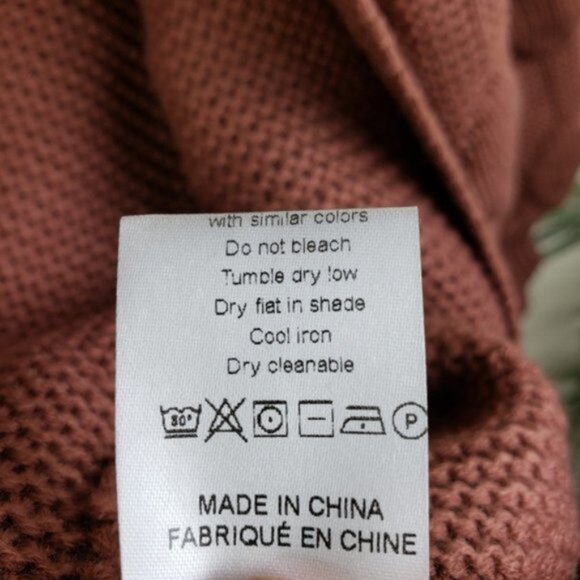 with similar colors
Do not bleach
Tumble dry low
Dry flat in shade
Cool iron
Dry cleanable
80° P
MADE IN CHINA
FABRIQUÉ EN CHINE